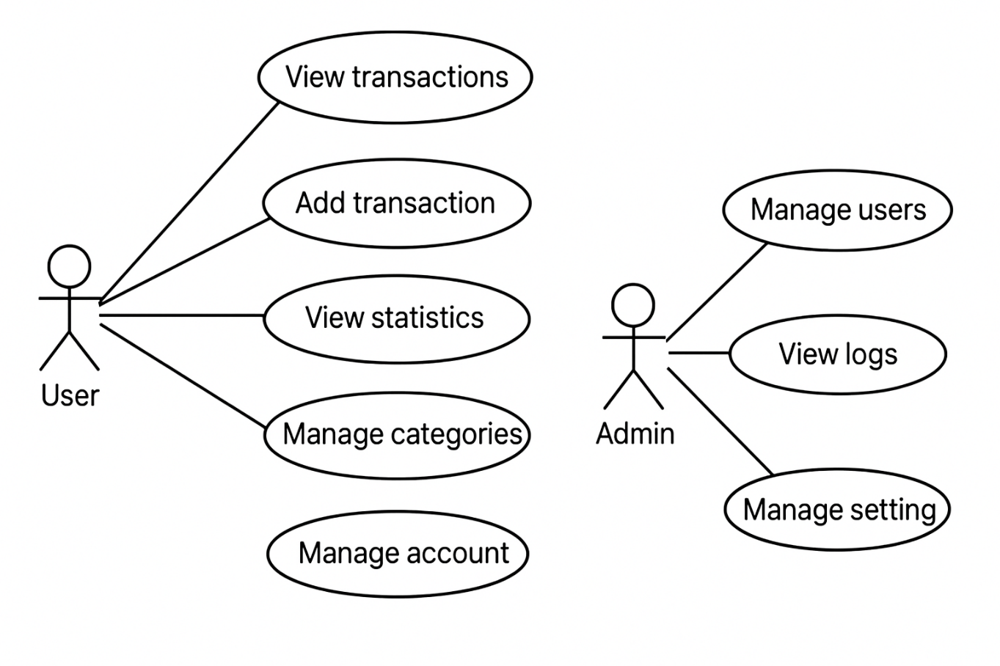 View transactions
Add transaction
View statistics
Manage categories
Manage account
User
Manage users
View logs
Manage setting
Admin